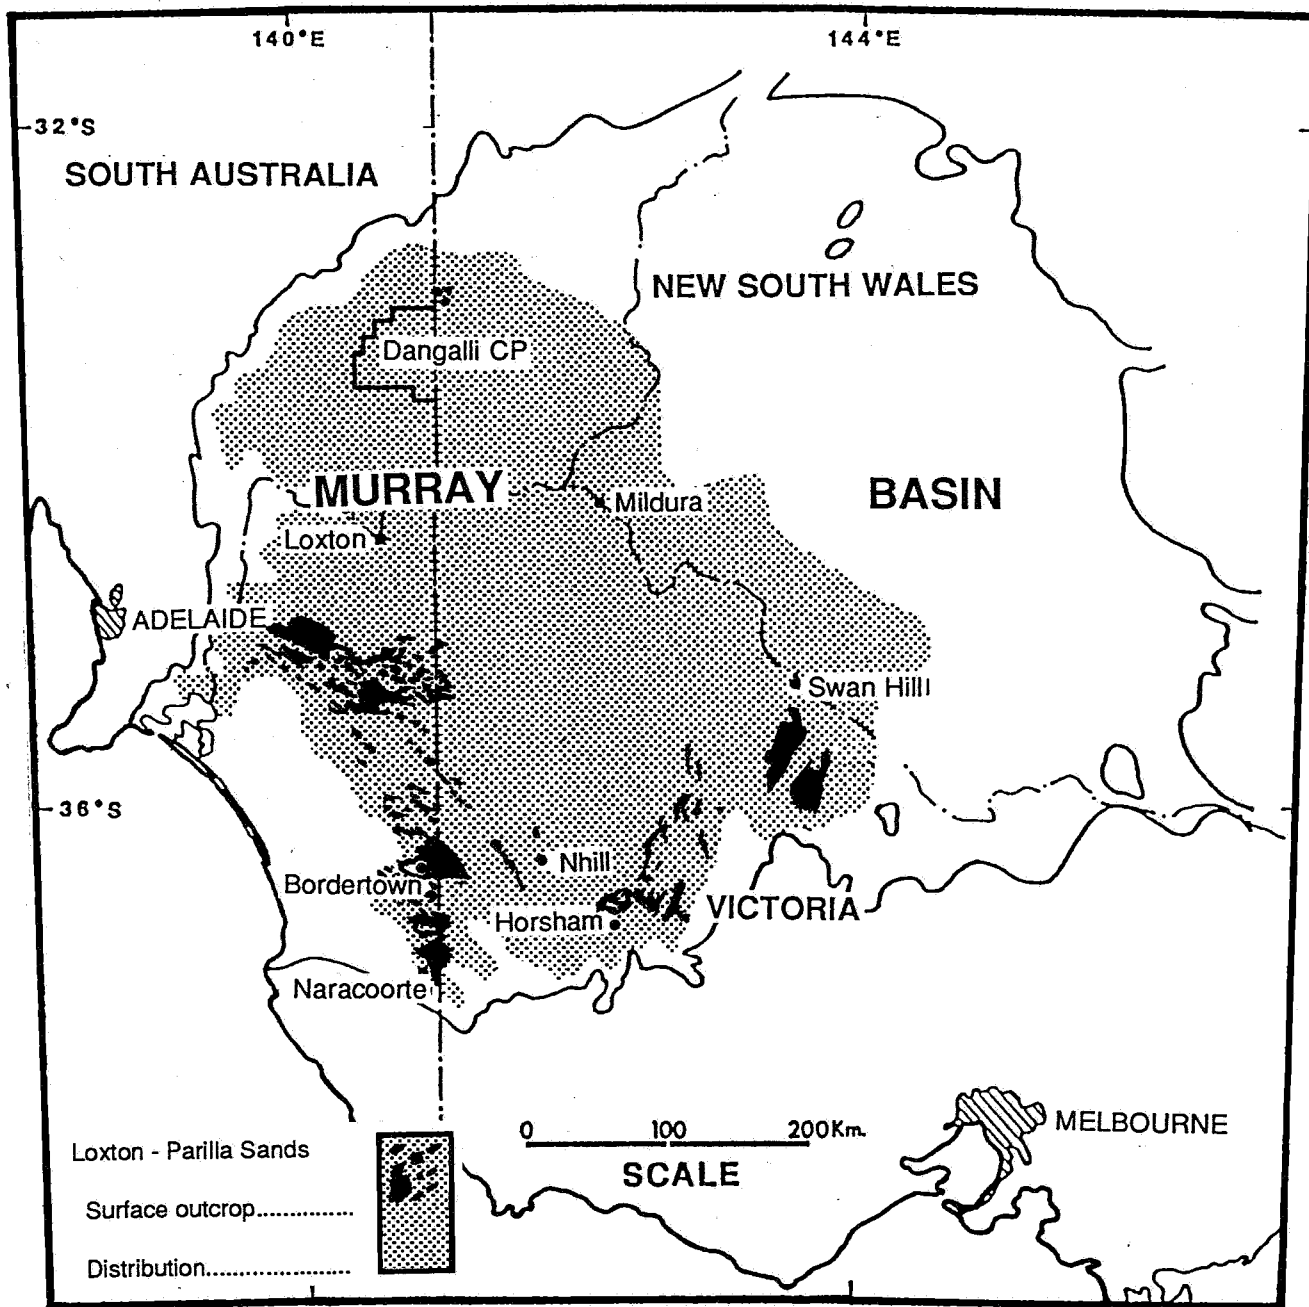 140°E
144°E
32°S
SOUTH AUSTRALIA
NEW SOUTH WALES
Dangalli CP
MURRAY
BASIN
Mildura
Loxton
ADELAIDE
Swan Hill
36°S
Nhill
Bordertown
VICTORIA
Horsham
Naracoorte
MELBOURNE
0 100 200Km.
SCALE
Loxton - Parilla Sands
Surface outcrop...............
Distribution.......................